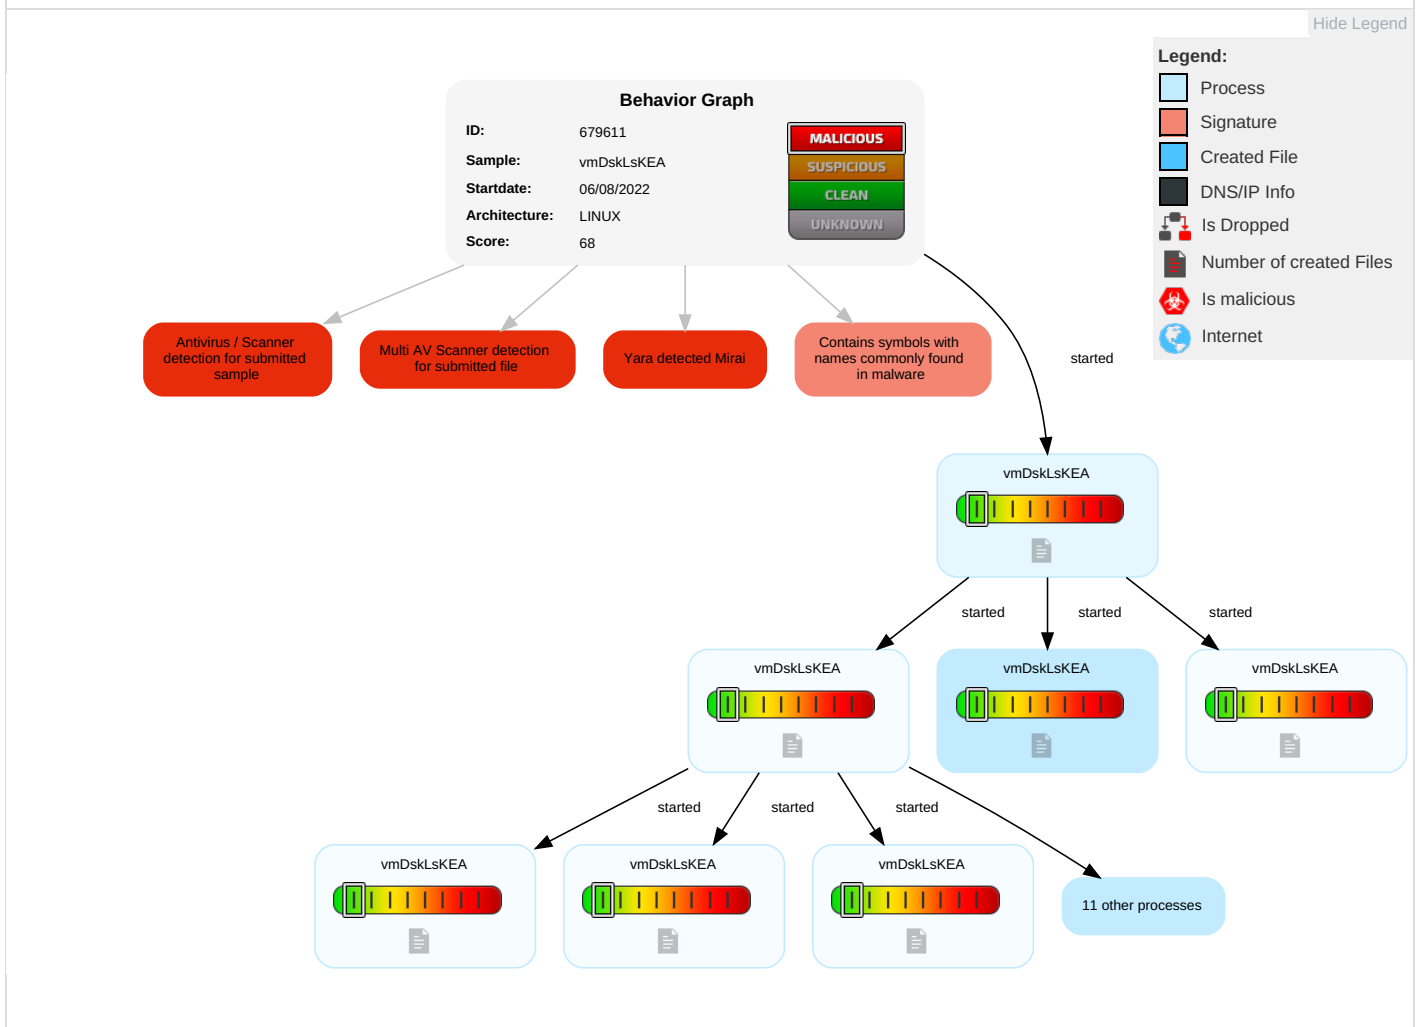 Hide Legend
Legend:
Process
Signature
Created File
DNS/IP Info
Is Dropped
Number of created Files
Is malicious
Internet
Behavior Graph
ID: 679611
Sample: vmDskLsKEA
Startdate: 06/08/2022
Architecture: LINUX
Score: 68
MALICIOUS
SUSPICIOUS
CLEAN
UNKNOWN
Antivirus / Scanner
detection for submitted
sample
Multi AV Scanner detection
for submitted file
Yara detected Mirai
Contains symbols with
names commonly found
in malware
started
vmDskLsKEA
started
started
started
vmDskLsKEA
vmDskLsKEA
vmDskLsKEA
started
started
started
vmDskLsKEA
vmDskLsKEA
vmDskLsKEA
11 other processes